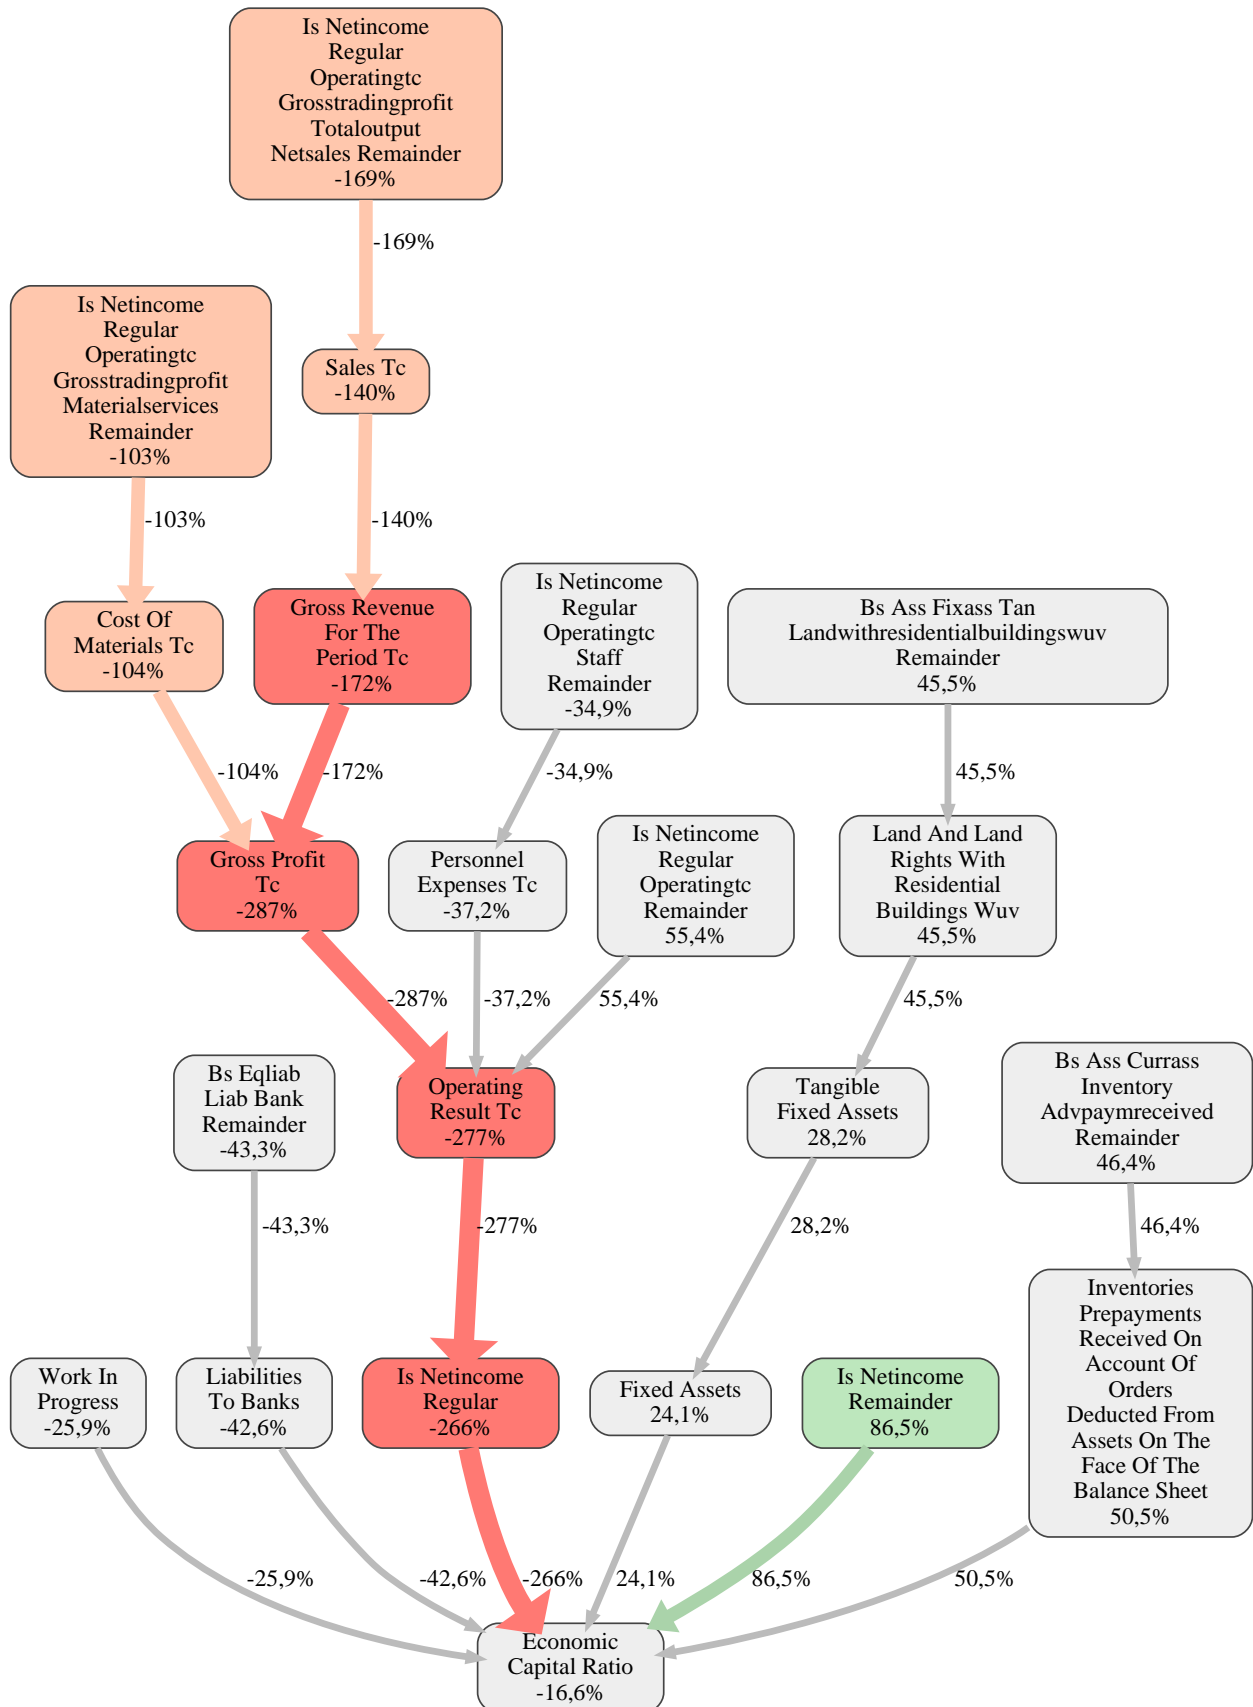 Is Netincome
Regular
Operatingtc
Grosstradingprofit
Totaloutput
Netsales Remainder
-169%
-169%
Is Netincome
Regular
Operatingtc
Grosstradingprofit
Materialservices
Remainder
-103%
Sales Tc
-140%
-103%
-140%
Cost Of
Materials Tc
-104%
Gross Revenue
For The
Period Tc
-172%
Is Netincome
Regular
Operatingtc
Staff
Remainder
-34,9%
Bs Ass Fixass Tan
Landwithresidentialbuildingswuv
Remainder
45,5%
-104%
-172%
-34,9%
45,5%
Gross Profit
Tc
-287%
Personnel
Expenses Tc
-37,2%
Is Netincome
Regular
Operatingtc
Remainder
55,4%
Land And Land
Rights With
Residential
Buildings Wuv
45,5%
-287%
-37,2%
55,4%
45,5%
Bs Eqliab
Liab Bank
Remainder
-43,3%
Operating
Result Tc
-277%
Tangible
Fixed Assets
28,2%
Bs Ass Currass
Inventory
Advpaymreceived
Remainder
46,4%
-43,3%
-277%
28,2%
46,4%
Work In
Progress
-25,9%
Liabilities
To Banks
-42,6%
Is Netincome
Regular
-266%
Fixed Assets
24,1%
Is Netincome
Remainder
86,5%
Inventories
Prepayments
Received On
Account Of
Orders
Deducted From
Assets On The
Face Of The
Balance Sheet
50,5%
-25,9%
-42,6%
-266%
24,1%
86,5%
50,5%
Economic
Capital Ratio
-16,6%